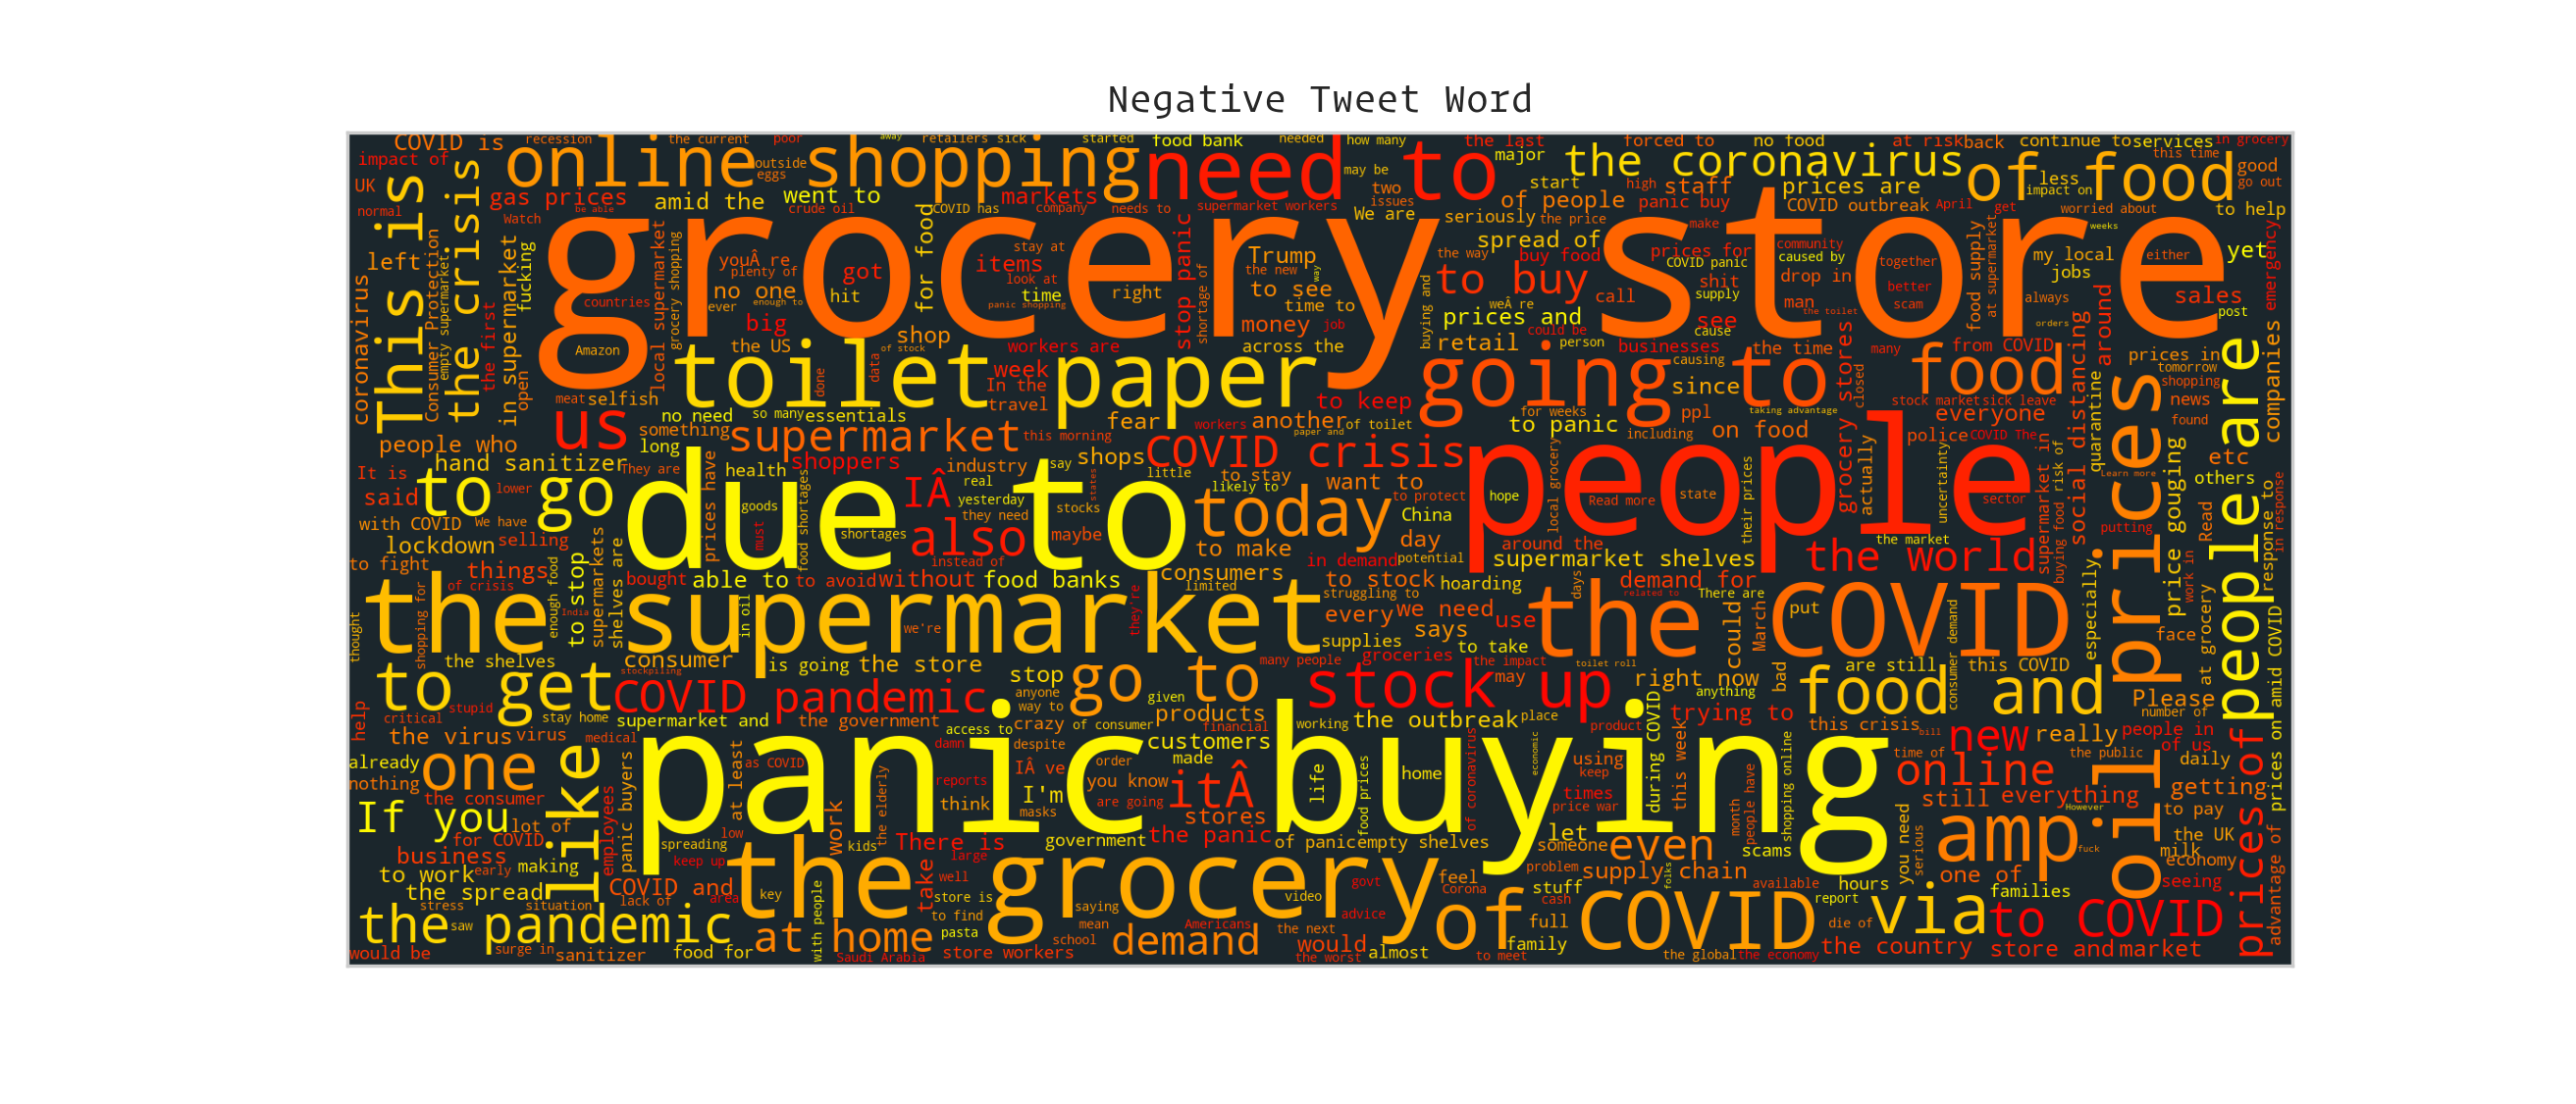 Negative Tweet Word
COVID is
recession
the current
poor
away
retailers sick
started
food bank
needed
how many
the last
forced to
no food
at risk
back
continue to
services
in grocery
impact of
online shopping
outside
eggs
need to
may be
major
the coronavirus
of food
this time
good
go out
UK
gas prices
amid the
went to
markets
two
issues
start
high
staff
prices are
less
impact on
normal
Watch
be able
crude oil
COVID has
company
needs to
supermarket workers
We are
seriously
of people
the price
panic buy
make
COVID outbreak
April
get
worried about
to help
This is
the crisis
grocery store
left
Consumer Protection
empty supermarket
in supermarket
fucking
youÂ re
plenty of
no one
ever
enough to
hit
got
for food
items
look at
time
panic shopping
stay at
right
stop panic
shortage of
Trump
the new
to see
way
time to
the way
spread of
buy food
to buy
weÂ re
prices and
could be
call
prices for
COVID panic
shit
supply
community
caused by
drop in
man
together
better
scam
the toilet
food supply
at supermarket
my local
jobs
always
orders
weeks
either
yet
sales
post
emergency
coronavirus
the first
open
countries
local supermarket
grocery shopping
big
shop
money
job
buying and
see
cause
person
Amazon
the US
of stock
data
done
workers are
across the
retail
businesses
causing
the time
many
from COVID
around
prices in
tomorrow
shopping
toilet paper
week
In the
travel
going to
since
grocery stores
closed
food
social distancing
quarantine
news
found
companies
meat
selfish
no need
so many
essentials
to keep
for weeks
ppl
taking advantage
stock market
sick leave
everyone
us
something
long
supermarket
this morning
fear
workers
another
paper and
of toilet
to panic
including
on food
police
COVID The
people who
hand sanitizer
They are
health
shoppers
industry
say
shops
little
COVID crisis
people
actually
uncertainty
supermarket in
risk of
buying food
prices
Learn more
price gouging
etc
others
people are
It is
said
lower
to go
due to
prices have
goods
must
food shortages
shortages
IÂ
real
yesterday
they need
stocks
states
to stay
likely to
want to
to protect
today
China
hope
local grocery
Read more
state
their prices
sector
putting
Read
response to
in response
with COVID
We have
selling
lockdown
also
instead of
maybe
to make
day
in demand
potential
around the
supermarket shelves
the market
the world
to fight
things
of crisis
enough food
to stop
supermarkets
shelves are
bought
able to
to avoid
without
food banks
consumers
limited
to stock
struggling to
hoarding
days
demand for
related to
There are
especially
work in
the supermarket
India
in oil
we're
they're
every
we need
use
says
supplies
to take
the COVID
could
March
put
face
at grocery
thought
shopping for
the shelves
consumer
stockpiling
is going
the store
stop
many people
groceries
the impact
may
toilet roll
right now
bad
are still
this COVID
consumer demand
to get
COVID pandemic
anyone
way to
go to
given
stock up
anything
food and
Please
number of
help
critical
stupid
stay home
supermarket and
the government
access to
crazy
of consumer
products
financial
working
the outbreak
place
product
during COVID
trying to
this crisis
bill
new
really
people in
of us
the virus
virus
medical
damn
despite
customers
made
order
economic
using
keep
this week
shopping online
time of
the public
daily
already
nothing
one
like
panic buying
at least
as COVID
the elderly
reports
IÂ ve
you know
are going
itÂ
life
home
food prices
of coronavirus
times
price war
month
people have
online
still
everything
However
oil
getting
to pay
prices of
prices on
amid COVID
the consumer
employees
panic buyers
work
think
I'm
masks
stores
If you
lot of
for COVID
low
spreading
kids
There is
government
the panic
of panic
empty shelves
let
someone
even
scams
you need
serious
amp
fuck
the UK
milk
economy
business
to work
early
making
keep up
the grocery
take
large
well
feel
problem
supply chain
folks
available
hours
one of
families
seeing
advantage of
the spread
COVID and
lack of
area
key
store is
to find
saying
video
govt
Corona
stuff
cash
report
stress
situation
the pandemic
saw
with people
at home
pasta
mean
school
demand
Americans
the next
advice
of COVID
full
family
die of
via
to COVID
would be
surge in
sanitizer
food for
Saudi Arabia
store workers
would
the worst
almost
to meet
the global
the economy
the country
store and
market